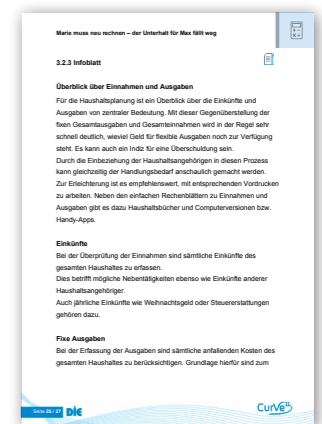 Marie muss neu rechnen – der Unterhalt für Max fällt weg
3.2.3 Infoblatt
Überblick über Einnahmen und Ausgaben
Für die Haushaltsplanung ist ein Überblick über die Einkünfte und
Ausgaben von zentraler Bedeutung. Mit dieser Gegenüberstellung der
fixen Gesamtausgaben und Gesamteinnahmen wird in der Regel sehr
schnell deutlich, wieviel Geld für flexible Ausgaben noch zur Verfügung
steht. Es kann auch ein Indiz für eine Überschuldung sein.
Durch die Einbeziehung der Haushaltsangehörigen in diesen Prozess
kann gleichzeitig der Handlungsbedarf anschaulich gemacht werden.
Zur Erleichterung ist es empfehlenswert, mit entsprechenden Vordrucken
zu arbeiten. Neben den einfachen Rechenblättern zu Einnahmen und
Ausgaben gibt es dazu Haushaltsbücher und Computerversionen bzw.
Handy-Apps.
Einkünfte
Bei der Überprüfung der Einnahmen sind sämtliche Einkünfte des
gesamten Haushaltes zu erfassen.
Dies betrifft mögliche Nebentätigkeiten ebenso wie Einkünfte anderer
Haushaltsangehöriger.
Auch jährliche Einkünfte wie Weihnachtsgeld oder Steuererstattungen
gehören dazu.
Fixe Ausgaben
Bei der Erfassung der Ausgaben sind sämtliche anfallenden Kosten des
gesamten Haushaltes zu berücksichtigen. Grundlage hierfür sind zum
Seite 25 / 27 DIE CurVe II